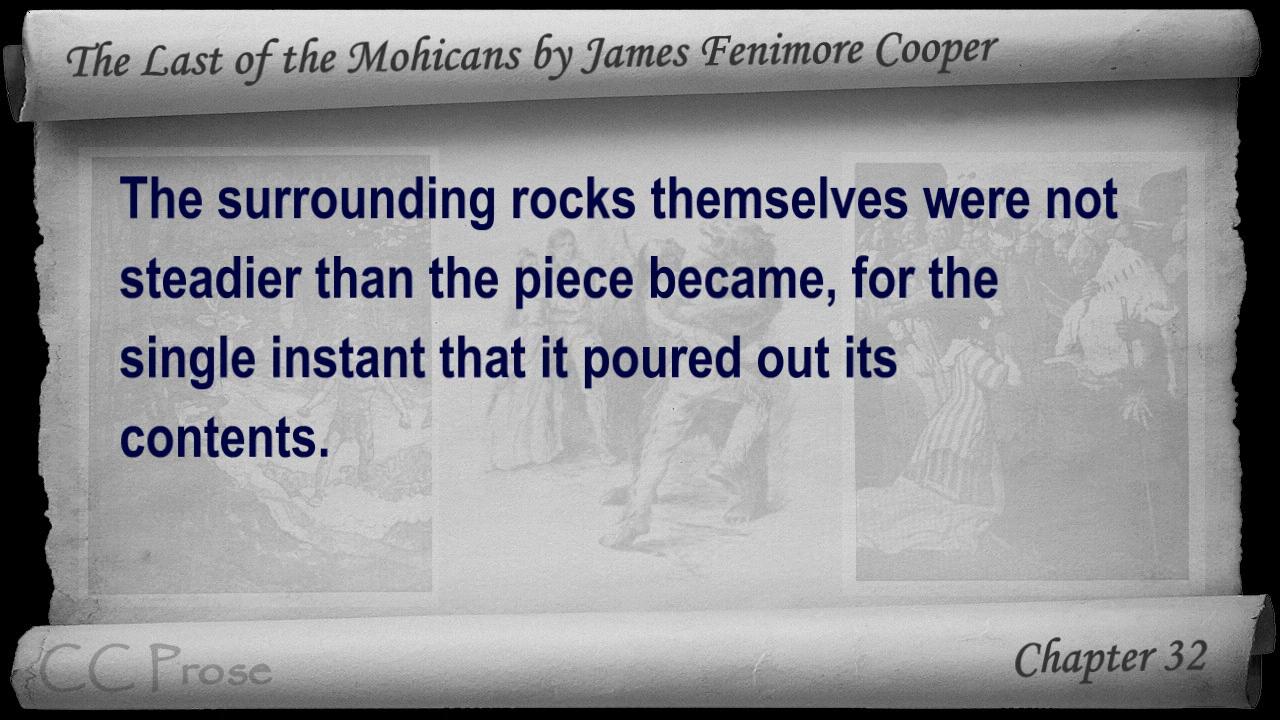 The Last of the Mohicans by James Fenimore Cooper
The surrounding rocks themselves were not
steadier than the piece became, for the
single instant that it poured out its
contents.
CC Prose
Chapter 32